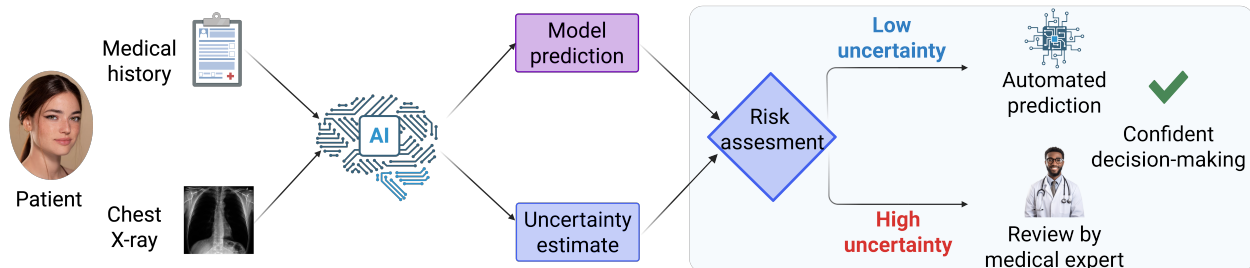 Patient
Medical
history
Chest
X-ray
AI
Model
prediction
Uncertainty
estimate
Risk
assesment
Low
uncertainty
High
uncertainty
Automated
prediction
Review by
medical expert
Confident
decision-making